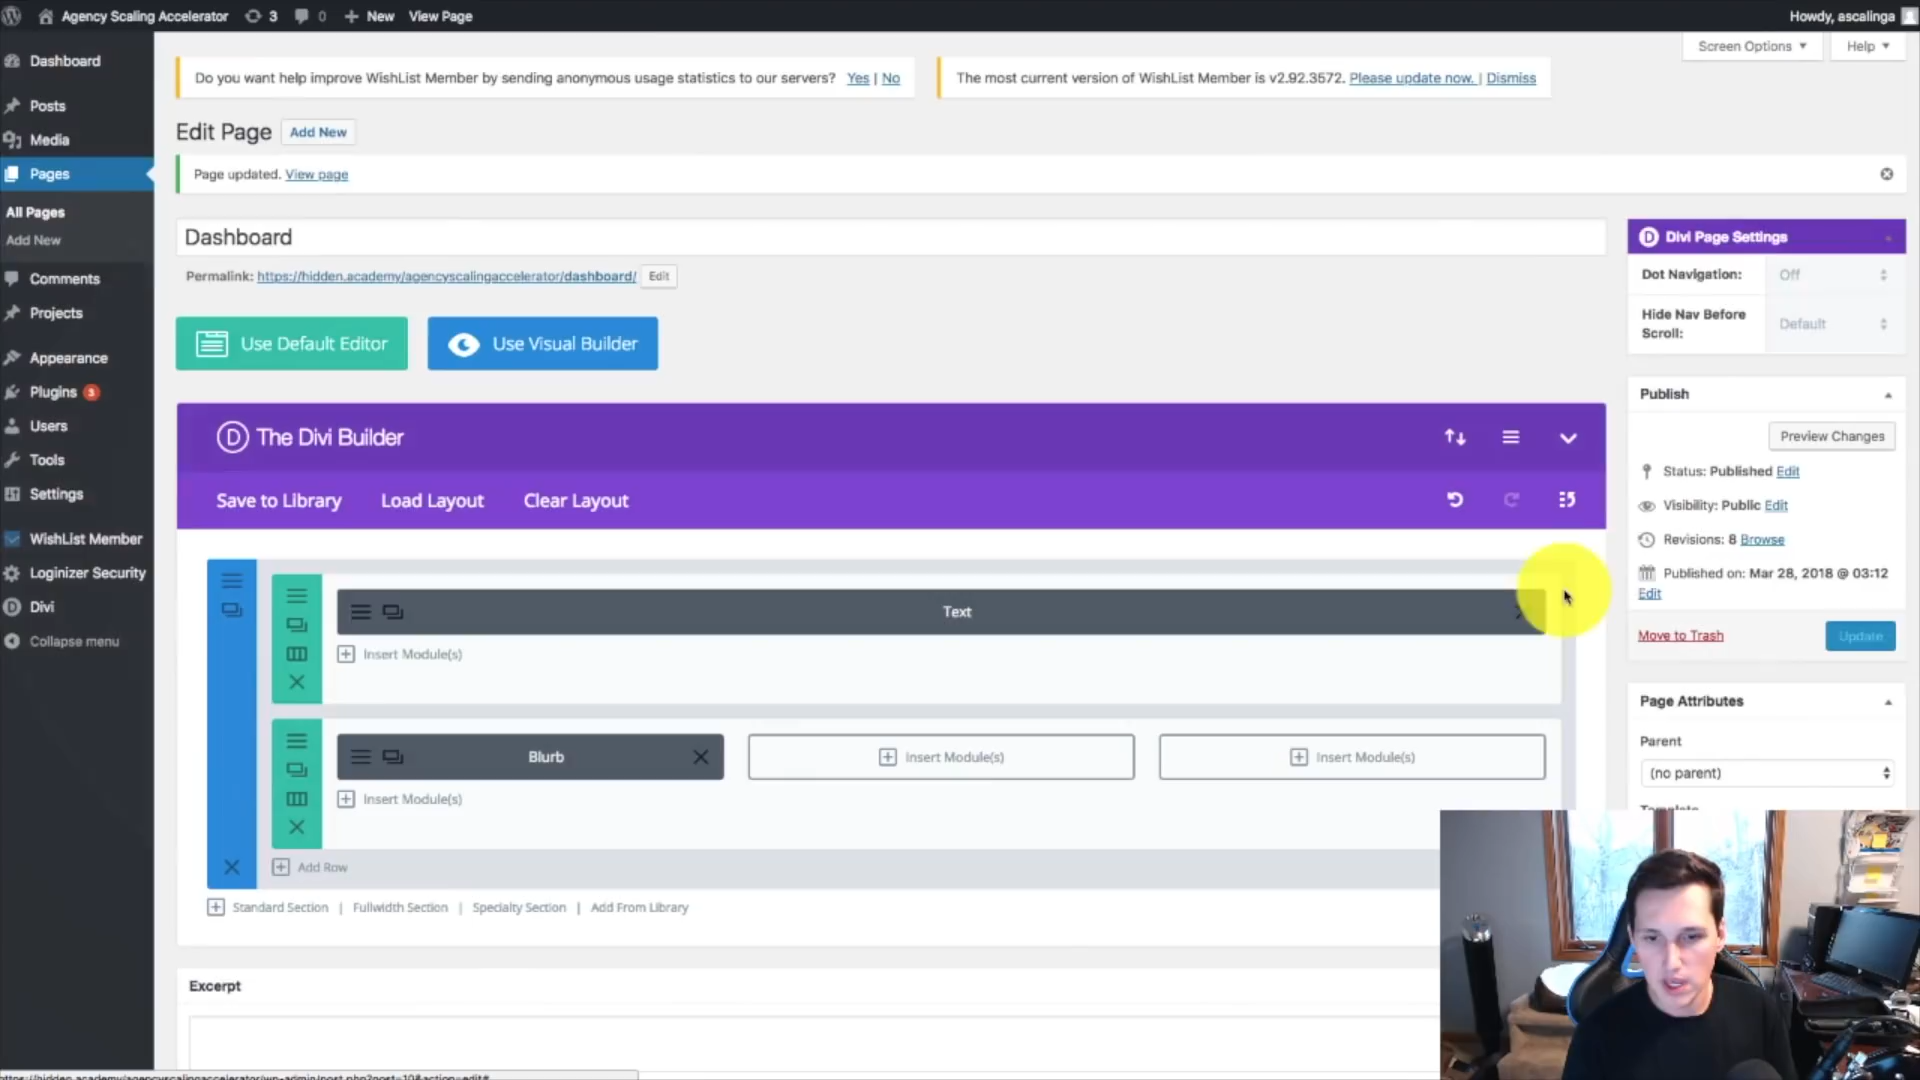 Agency Scaling Accelerator 3 0 New View Page Howdy, ascalinga
Screen Options Help
Dashboard
Posts
Media
Pages
All Pages
Add New
Comments
Projects
Appearance
Plugins 3
Users
Tools
Settings
WishList Member
Loginizer Security
Divi
Collapse menu
Do you want help improve WishList Member by sending anonymous usage statistics to our servers? Yes | No
The most current version of WishList Member is v2.92.3572. Please update now. | Dismiss
Edit Page Add New
Page updated. View page
Dashboard
Permalink: https://hidden.academy/agencyscalingaccelerator/dashboard/ Edit
Use Default Editor Use Visual Builder
The Divi Builder
Save to Library Load Layout Clear Layout
Text
Insert Module(s)
Blurb Insert Module(s) Insert Module(s)
Insert Module(s)
Add Row
Standard Section | Fullwidth Section | Specialty Section | Add From Library
Excerpt
Divi Page Settings
Dot Navigation: Off
Hide Nav Before Scroll: Default
Publish
Preview Changes
Status: Published Edit
Visibility: Public Edit
Revisions: 8 Browse
Published on: Mar 28, 2018 @ 03:12
Edit
Move to Trash Update
Page Attributes
Parent
(no parent)